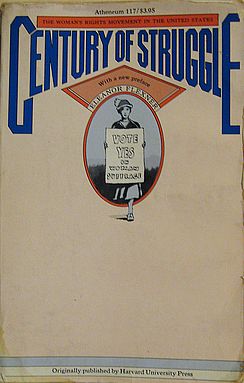 Atheneum 117/$3.95
THE WOMAN'S RIGHTS MOVEMENT IN THE UNITED STATES
CENTURY OF STRUGGLE
With a new preface
ELEANOR FLEXNER
VOTE
YES
ON
WOMAN
SUFFRAGE
Originally published by Harvard University Press